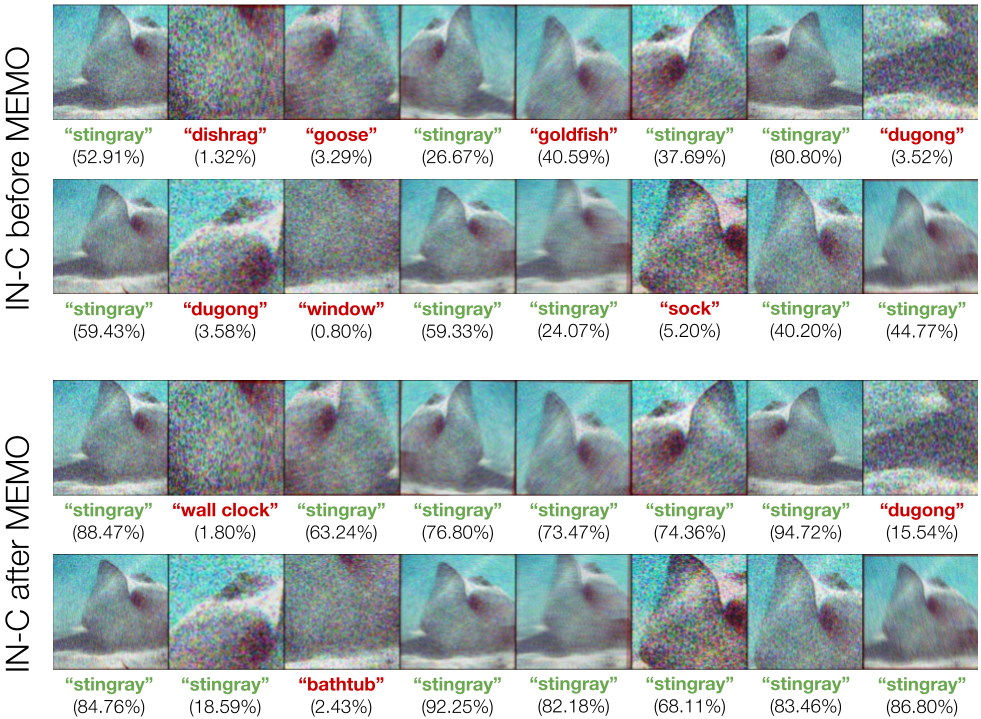 IN-C before MEMO
“stingray” “dishrag” “goose” “stingray” “goldfish” “stingray” “stingray” “dugong”
(52.91%) (1.32%) (3.29%) (26.67%) (40.59%) (37.69%) (80.80%) (3.52%)
“stingray” “dugong” “window” “stingray” “stingray” “sock” “stingray” “stingray”
(59.43%) (3.58%) (0.80%) (59.33%) (24.07%) (5.20%) (40.20%) (44.77%)
IN-C after MEMO
“stingray” “wall clock” “stingray” “stingray” “stingray” “stingray” “stingray” “dugong”
(88.47%) (1.80%) (63.24%) (76.80%) (73.47%) (74.36%) (94.72%) (15.54%)
“stingray” “stingray” “bathtub” “stingray” “stingray” “stingray” “stingray” “stingray”
(84.76%) (18.59%) (2.43%) (92.25%) (82.18%) (68.11%) (83.46%) (86.80%)